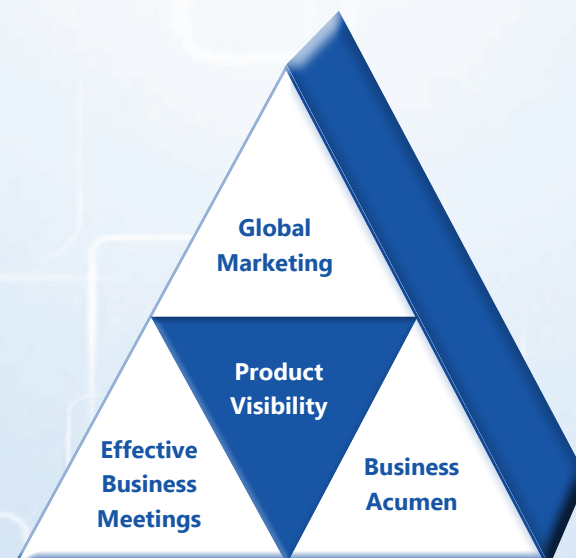 Global
Marketing
Product
Visibility
Effective
Business
Meetings
Business
Acumen